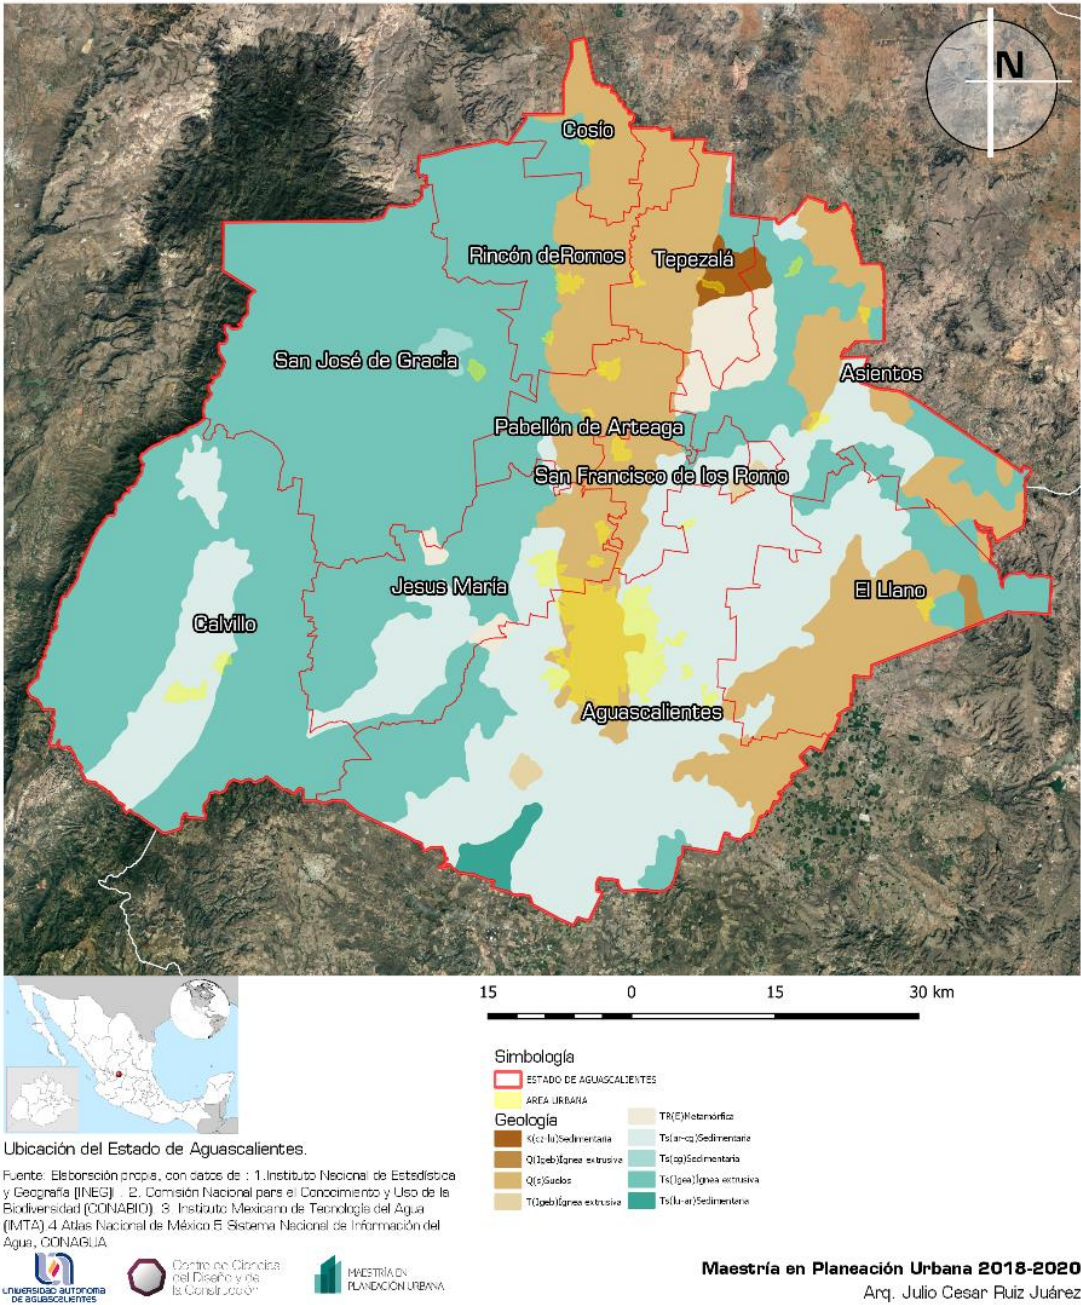 N
Cosío
Rincón de Romos
Tepezalá
San José de Gracia
Asientos
Pabellón de Arteaga
San Francisco de los Romo
Jesus María
El Llano
Calvillo
Aguascalientes
15 0 15 30 km
Simbología
ESTADO DE AGUASCALIENTES
AREA URBANA
Geología
K(cz-lu)Sedimentaria
Q(Igeb)Ígnea extrusiva
Q(s)Suelos
T(Igeb)Ígnea extrusiva
TR(E)Metamórfica
Ts(ar-cg)Sedimentaria
Ts(cg)Sedimentaria
Ts(Igea)Ígnea extrusiva
Ts(lu-ar)Sedimentaria
Ubicación del Estado de Aguascalientes.
Fuente: Elaboración propia, con datos de : 1.Instituto Nacional de Estadística
y Geografía [INEGI] . 2. Comisión Nacional para el Conocimiento y Uso de la
Biodiversidad (CONABIO). 3. Instituto Mexicano de Tecnología del Agua
(IMTA) 4 Atlas Nacional de México 5 Sistema Nacional de Información del
Agua, CONAGUA
UNIVERSIDAD AUTONOMA
DE AGUASCALIENTES
Centro de Ciencias
del Diseño y de
la Construcción
MAESTRÍA EN
PLANEACIÓN URBANA
Maestría en Planeación Urbana 2018-2020
Arq. Julio Cesar Ruiz Juárez